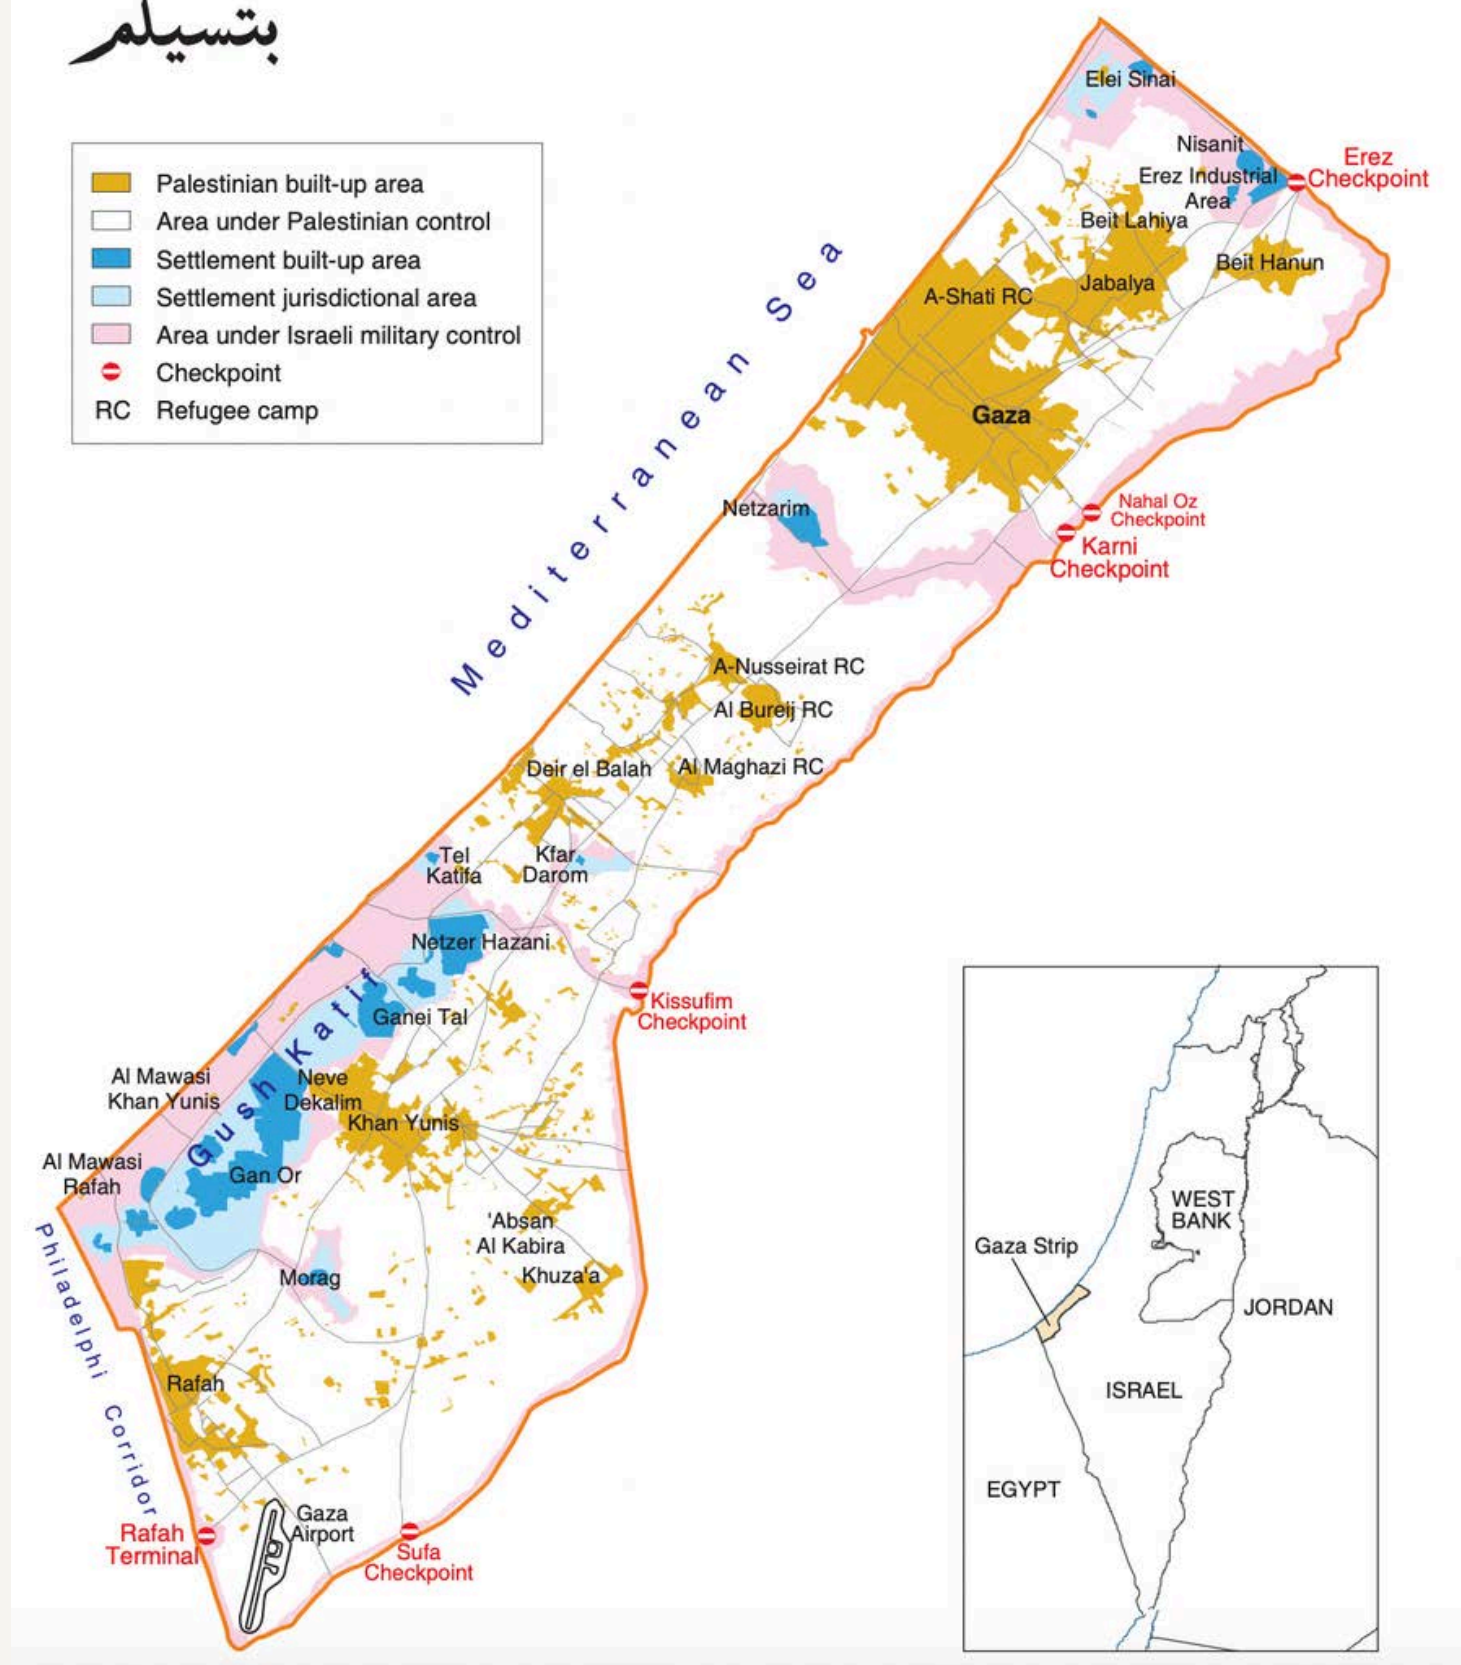 بتسيلم
Palestinian built-up area
Area under Palestinian control
Settlement built-up area
Settlement jurisdictional area
Area under Israeli military control
Checkpoint
RC Refugee camp
Mediterranean Sea
Elei Sinai
Nisanit
Erez Industrial
Area
Erez
Checkpoint
Beit Lahiya
Beit Hanun
Jabalya
A-Shati RC
Gaza
Netzarim
Nahal Oz
Checkpoint
Karni
Checkpoint
A-Nusseirat RC
Al Bureij RC
Deir el Balah
Al Maghazi RC
Tel
Katifa
Kfar
Darom
Netzer Hazani
Kissufim
Checkpoint
Ganei Tal
Gush Katif
Neve
Dekalim
Al Mawasi
Khan Yunis
Khan Yunis
Al Mawasi
Rafah
Gan Or
'Absan
Al Kabira
Khuza'a
Morag
Philadelphi Corridor
Rafah
Gaza
Airport
Rafah
Terminal
Sufa
Checkpoint
WEST
BANK
Gaza Strip
JORDAN
ISRAEL
EGYPT